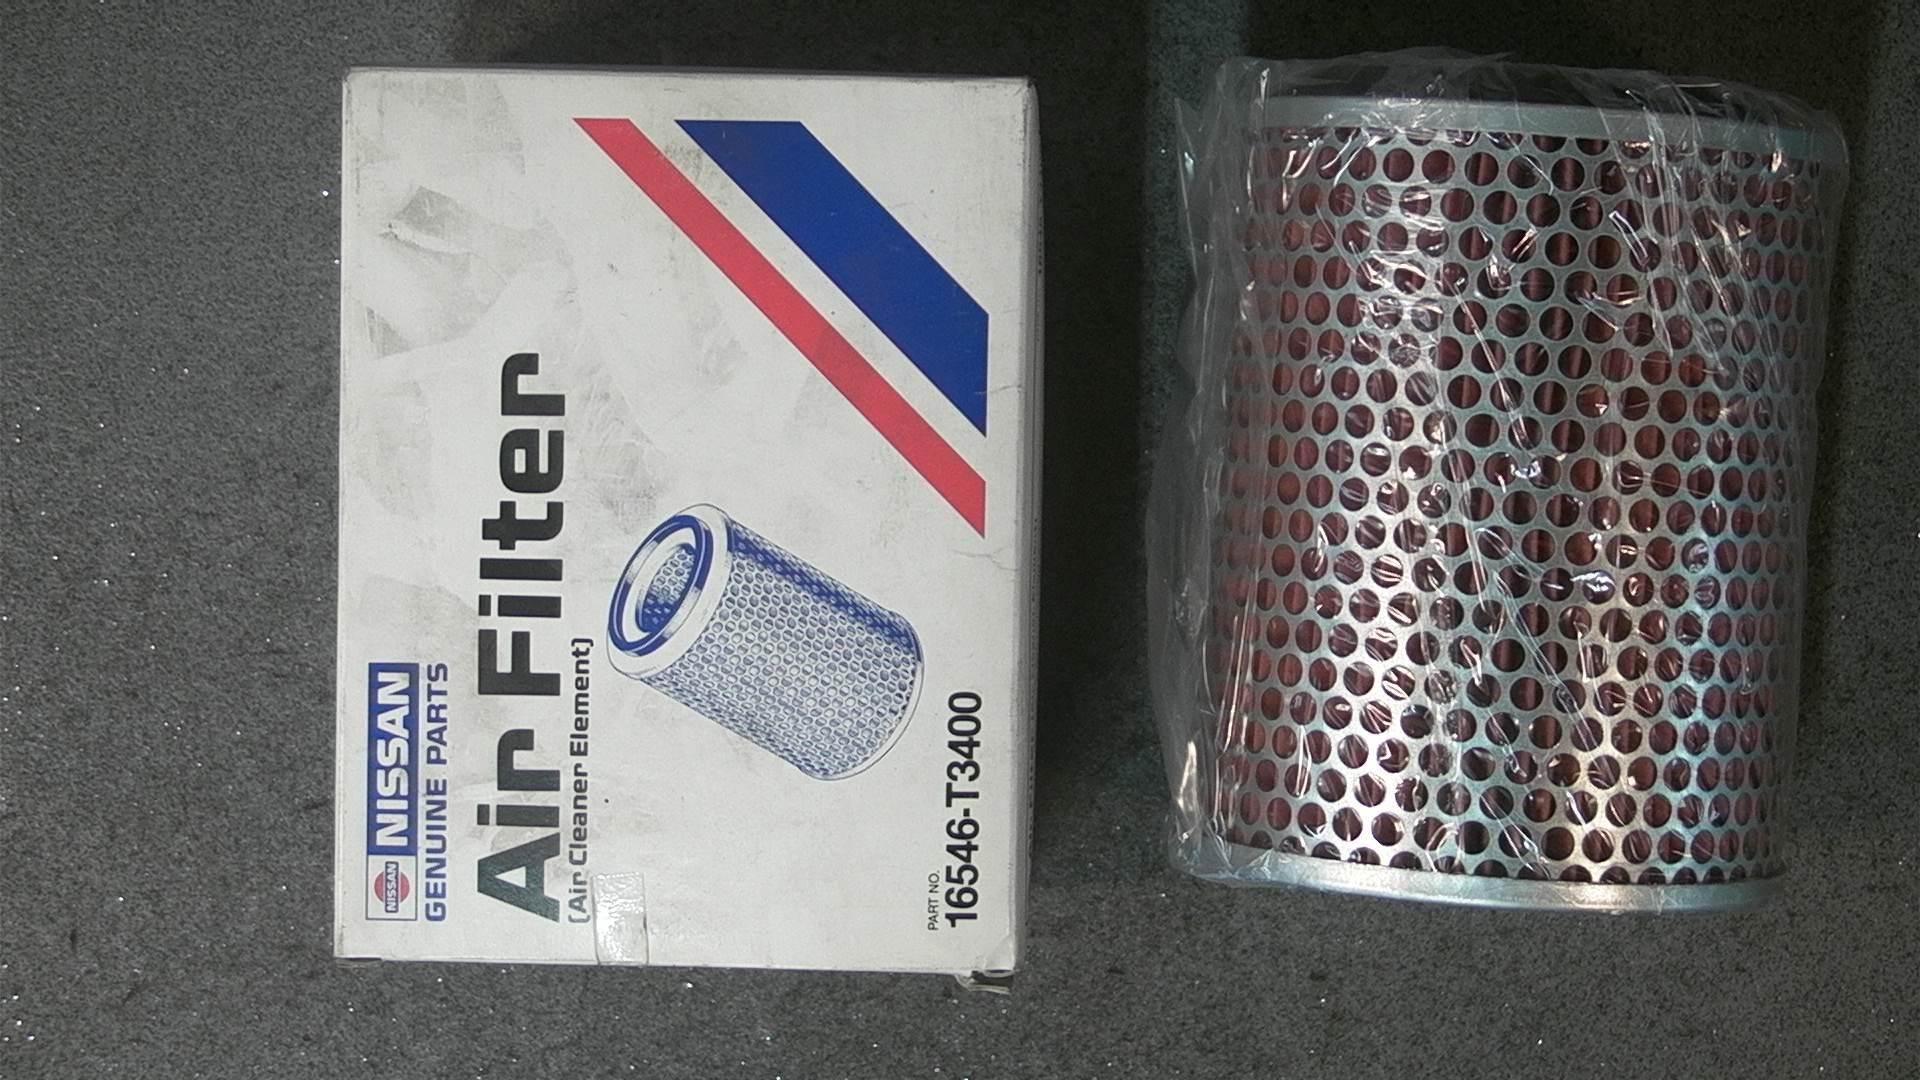 NISSAN NISSAN
GENUINE PARTS
Air Filter
(Air Cleaner Element)
PART NO.
16546-T3400